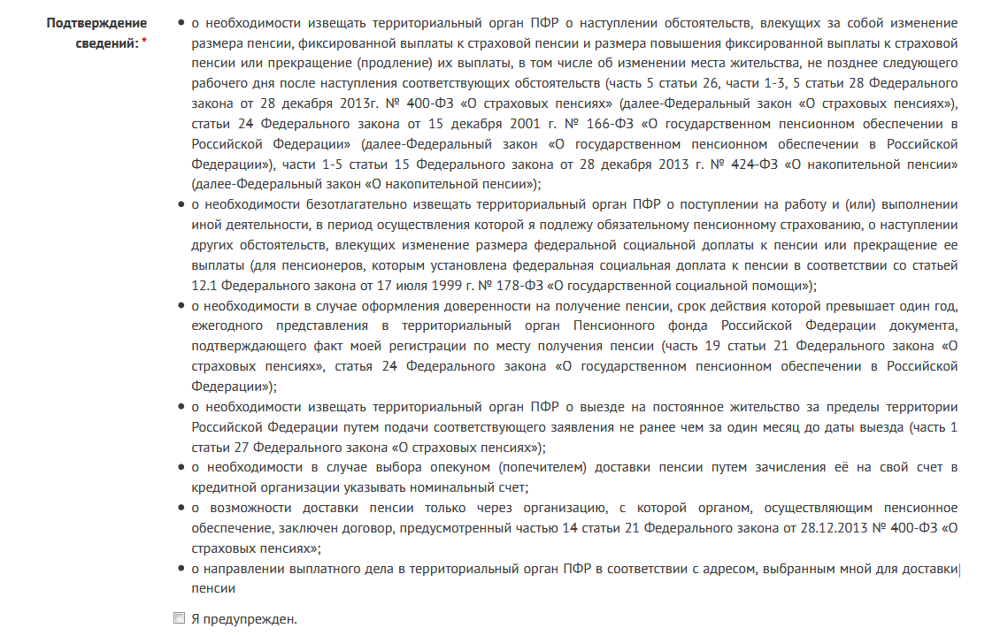 Подтверждение сведений: *
• о необходимости извещать территориальный орган ПФР о наступлении обстоятельств, влекущих за собой изменение
размера пенсии, фиксированной выплаты к страховой пенсии и размера повышения фиксированной выплаты к страховой
пенсии или прекращение (продление) их выплаты, в том числе об изменении места жительства, не позднее следующего
рабочего дня после наступления соответствующих обстоятельств (часть 5 статьи 26, части 1-3, 5 статьи 28 Федерального
закона от 28 декабря 2013г. № 400-ФЗ «О страховых пенсиях» (далее-Федеральный закон «О страховых пенсиях»),
статьи 24 Федерального закона от 15 декабря 2001 г. № 166-ФЗ «О государственном пенсионном обеспечении в
Российской Федерации» (далее-Федеральный закон «О государственном пенсионном обеспечении в Российской
Федерации»), части 1-5 статьи 15 Федерального закона от 28 декабря 2013 г. № 424-ФЗ «О накопительной пенсии»
(далее-Федеральный закон «О накопительной пенсии»);
• о необходимости безотлагательно извещать территориальный орган ПФР о поступлении на работу и (или) выполнении
иной деятельности, в период осуществления которой я подлежу обязательному пенсионному страхованию, о наступлении
других обстоятельств, влекущих изменение размера федеральной социальной доплаты к пенсии или прекращение ее
выплаты (для пенсионеров, которым установлена федеральная социальная доплата к пенсии в соответствии со статьей
12.1 Федерального закона от 17 июля 1999 г. № 178-ФЗ «О государственной социальной помощи»);
• о необходимости в случае оформления доверенности на получение пенсии, срок действия которой превышает один год,
ежегодного представления в территориальный орган Пенсионного фонда Российской Федерации документа,
подтверждающего факт моей регистрации по месту получения пенсии (часть 19 статьи 21 Федерального закона «О
страховых пенсиях», статья 24 Федерального закона «О государственном пенсионном обеспечении в Российской
Федерации»);
• о необходимости извещать территориальный орган ПФР о выезде на постоянное жительство за пределы территории
Российской Федерации путем подачи соответствующего заявления не ранее чем за один месяц до даты выезда (часть 1
статьи 27 Федерального закона «О страховых пенсиях»);
• о необходимости в случае выбора опекуном (попечителем) доставки пенсии путем зачисления её на свой счет в
кредитной организации указывать номинальный счет;
• о возможности доставки пенсии только через организацию, с которой органом, осуществляющим пенсионное
обеспечение, заключен договор, предусмотренный частью 14 статьи 21 Федерального закона от 28.12.2013 № 400-ФЗ «О
страховых пенсиях»;
• о направлении выплатного дела в территориальный орган ПФР в соответствии с адресом, выбранным мной для доставки
пенсии
Я предупрежден.